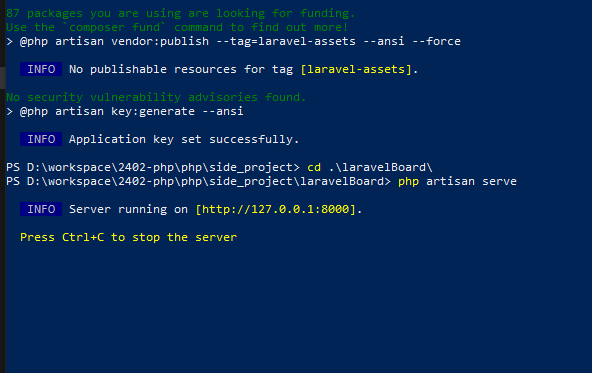 87 packages you are using are looking for funding.
Use the `composer fund` command to find out more!
> @php artisan vendor:publish --tag=laravel-assets --ansi --force
INFO  No publishable resources for tag [laravel-assets].
No security vulnerability advisories found.
> @php artisan key:generate --ansi
INFO  Application key set successfully.
PS D:\workspace\2402-php\php\side_project> cd .\laravelBoard\
PS D:\workspace\2402-php\php\side_project\laravelBoard> php artisan serve
INFO  Server running on [http://127.0.0.1:8000].
Press Ctrl+C to stop the server